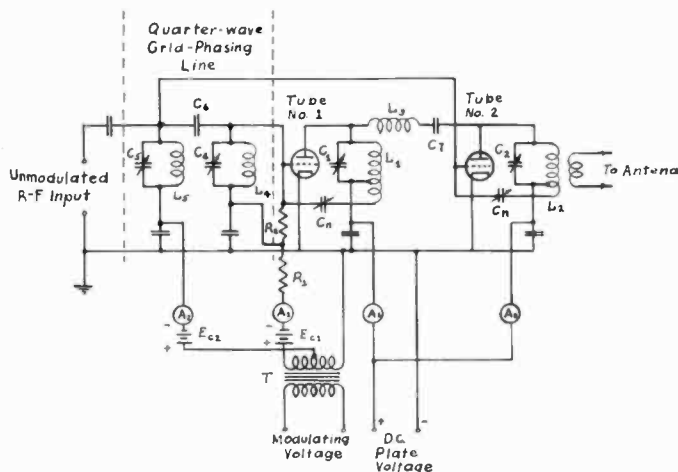 Quarter-wave
Grid-Phasing
Line
C6
Tube
No. 1
L3
C7
Tube
No. 2
C5
L5
C4
L4
C1
L1
C2
L2
Unmodulated
R-F Input
To Antenna
R2
Cn
Cn
R1
A2
A1
A4
A3
- Ec2 +
- Ec1 +
T
Modulating
Voltage
+ -
D.C.
Plate
Voltage